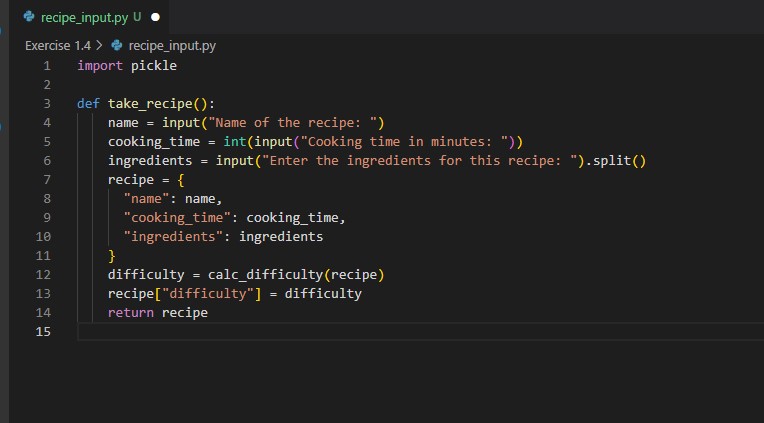 recipe_input.py U
Exercise 1.4 > recipe_input.py
1 import pickle
2
3 def take_recipe():
4     name = input("Name of the recipe: ")
5     cooking_time = int(input("Cooking time in minutes: "))
6     ingredients = input("Enter the ingredients for this recipe: ").split()
7     recipe = {
8       "name": name,
9       "cooking_time": cooking_time,
10       "ingredients": ingredients
11     }
12     difficulty = calc_difficulty(recipe)
13     recipe["difficulty"] = difficulty
14     return recipe
15